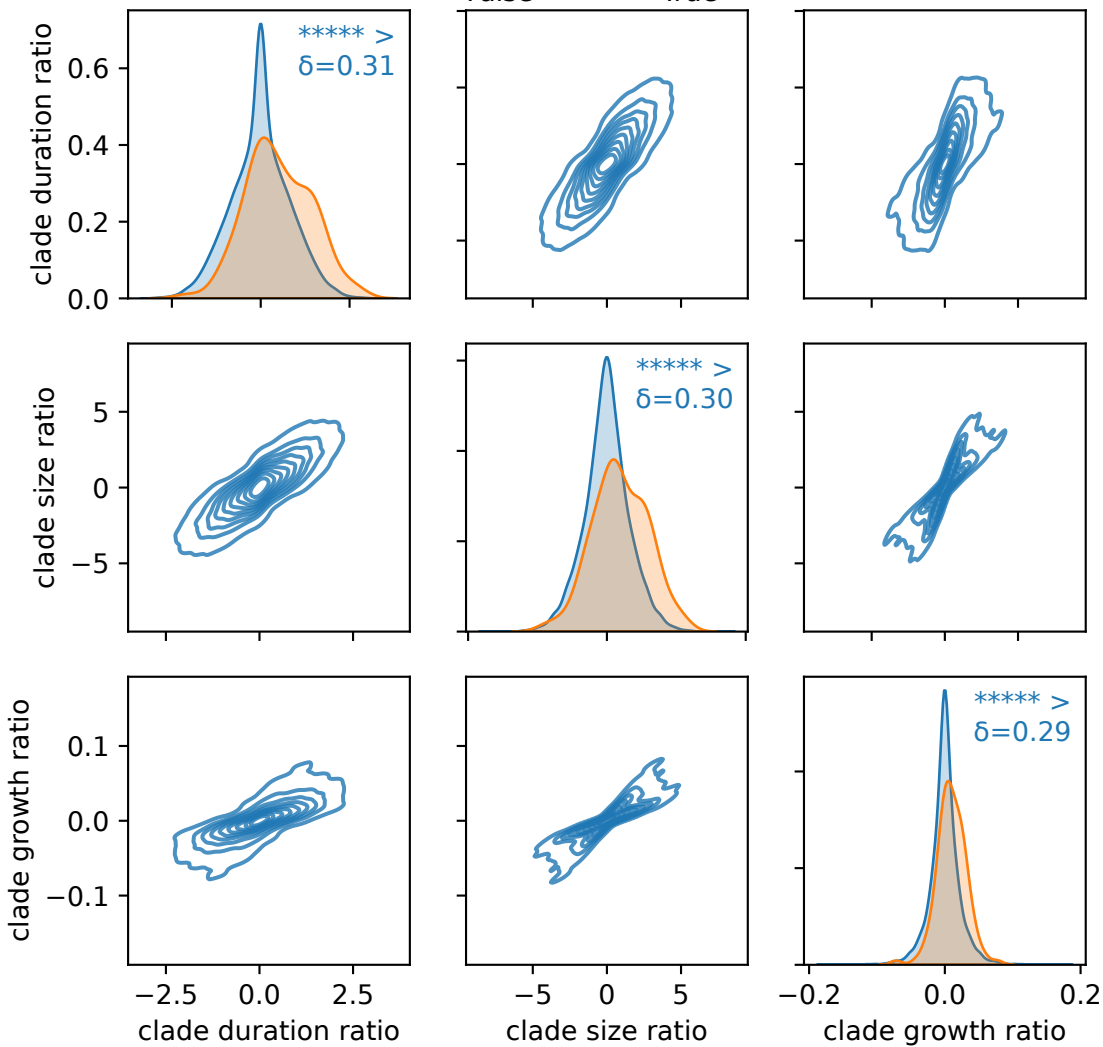 ***** >
δ=0.31
clade duration ratio
0.6
0.4
0.2
0.0
***** >
δ=0.30
clade size ratio
5
0
−5
***** >
δ=0.29
clade growth ratio
0.1
0.0
−0.1
−2.5 0.0 2.5 −5 0 5 −0.2 0.0 0.2
clade duration ratio clade size ratio clade growth ratio